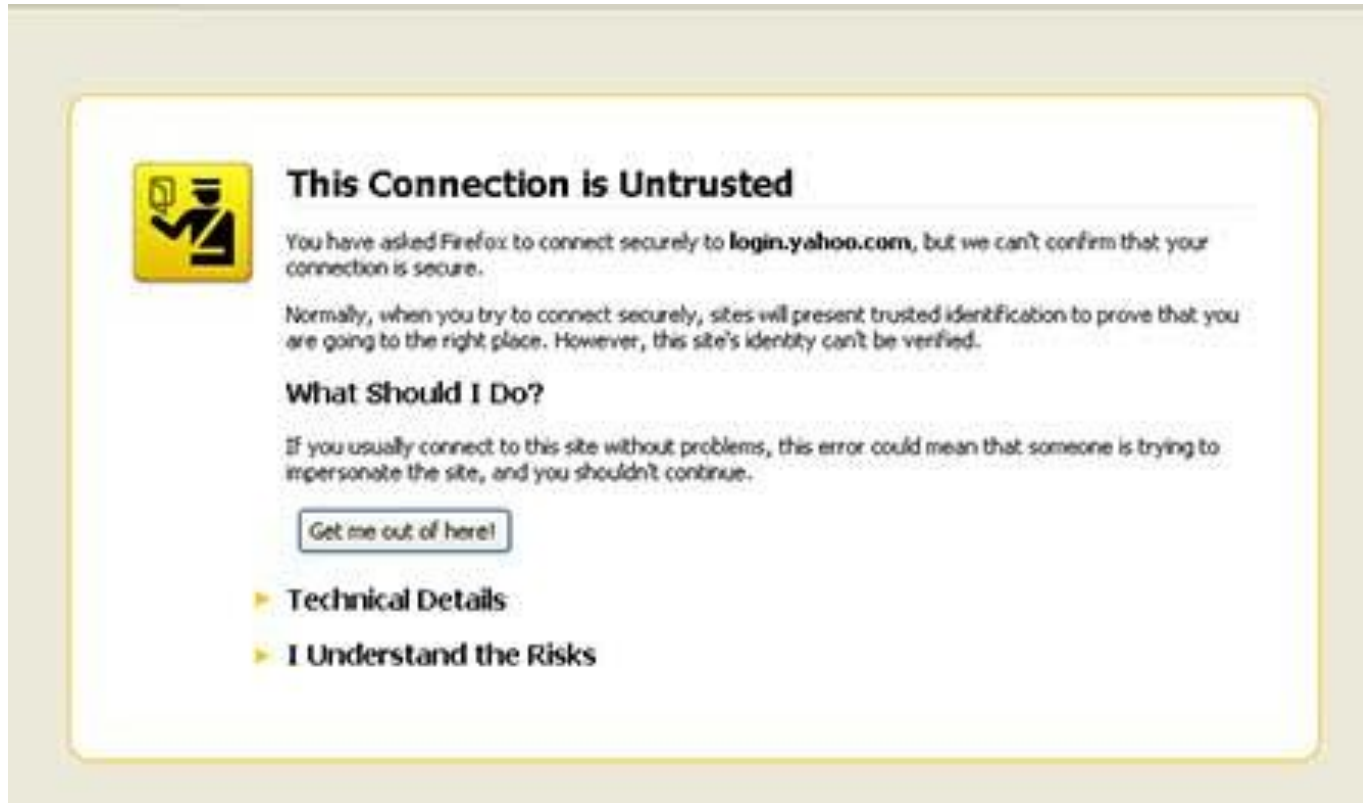 This Connection is Untrusted
You have asked Firefox to connect securely to login.yahoo.com, but we can't confirm that your
connection is secure.
Normally, when you try to connect securely, sites will present trusted identification to prove that you
are going to the right place. However, this site's identity can't be verified.
What Should I Do?
If you usually connect to this site without problems, this error could mean that someone is trying to
impersonate the site, and you shouldn't continue.
Get me out of here!
Technical Details
I Understand the Risks